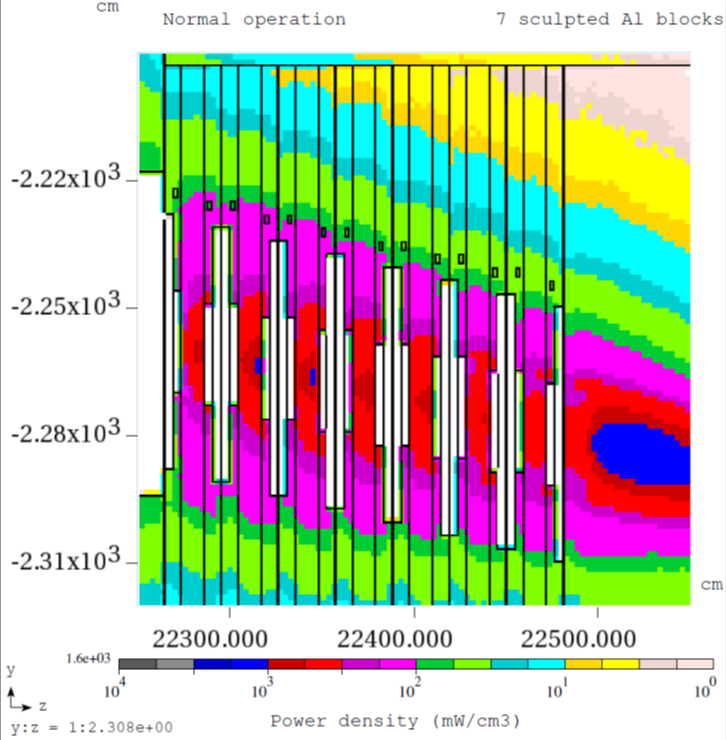 cm
Normal operation 7 sculpted Al blocks
-2.22x10³
-2.25x10³
-2.28x10³
-2.31x10³
cm
22300.000 22400.000 22500.000
1.6e+03
10⁴ 10³ 10² 10¹ 10⁰
y
z
Power density (mW/cm3)
y:z = 1:2.308e+00